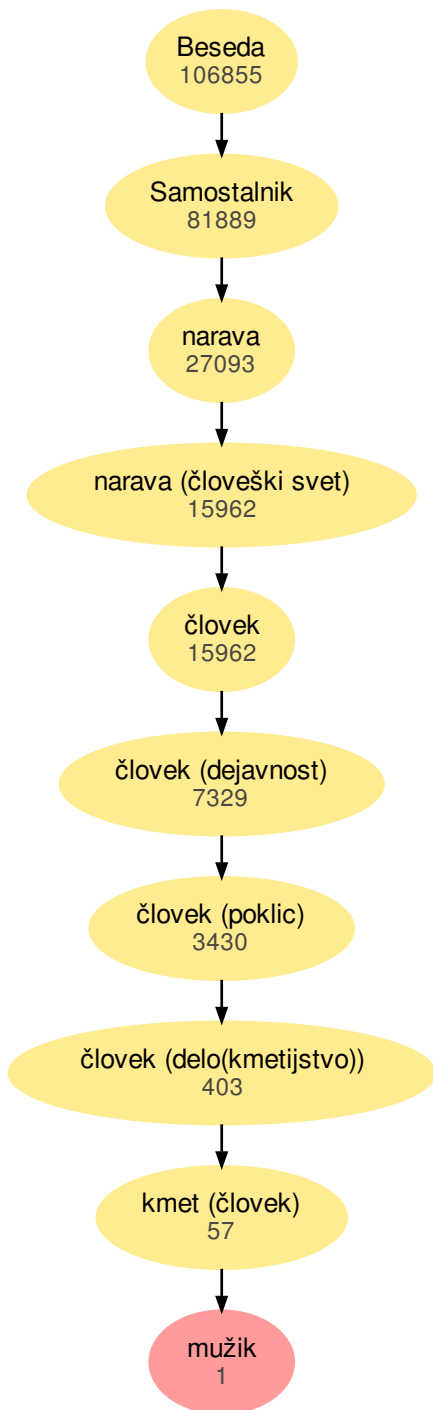 Beseda
106855
Samostalnik
81889
narava
27093
narava (človeški svet)
15962
človek
15962
človek (dejavnost)
7329
človek (poklic)
3430
človek (delo(kmetijstvo))
403
kmet (človek)
57
mužik
1